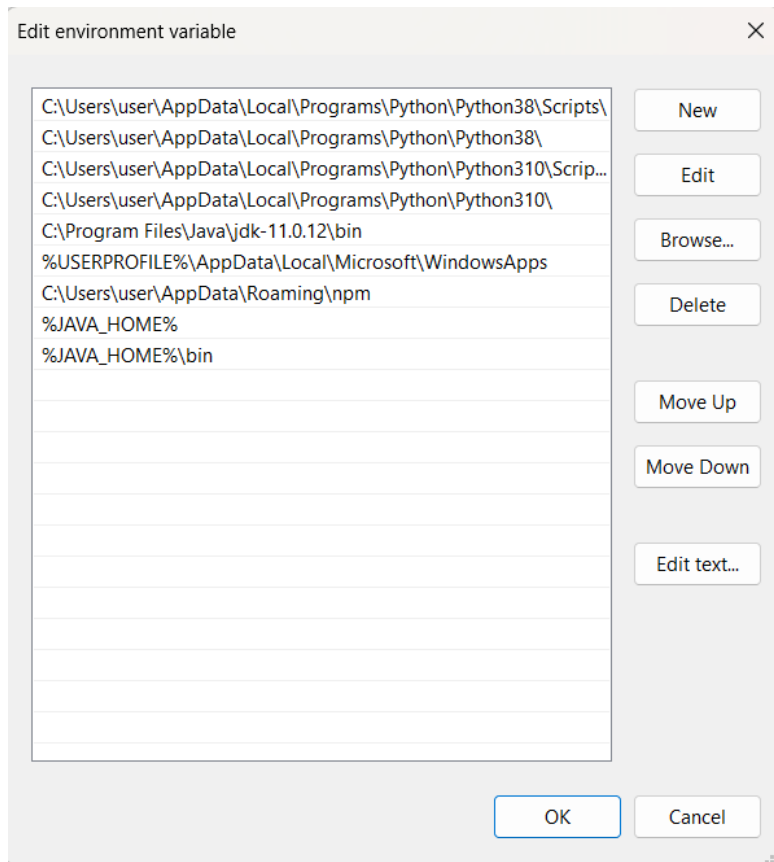 Edit environment variable
C:\Users\user\AppData\Local\Programs\Python\Python38\Scripts\
New
C:\Users\user\AppData\Local\Programs\Python\Python38\
C:\Users\user\AppData\Local\Programs\Python\Python310\Scrip...
Edit
C:\Users\user\AppData\Local\Programs\Python\Python310\
C:\Program Files\Java\jdk-11.0.12\bin
Browse...
%USERPROFILE%\AppData\Local\Microsoft\WindowsApps
C:\Users\user\AppData\Roaming\npm
Delete
%JAVA_HOME%
%JAVA_HOME%\bin
Move Up
Move Down
Edit text...
OK
Cancel